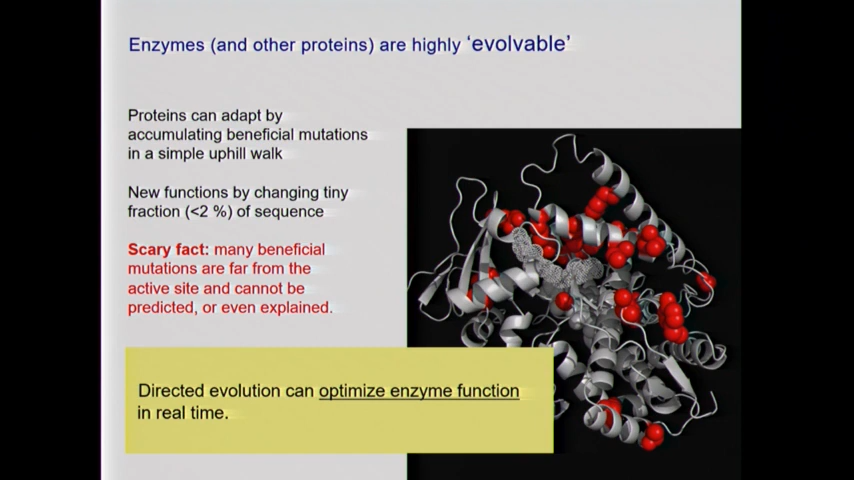 Enzymes (and other proteins) are highly ‘evolvable’
Proteins can adapt by
accumulating beneficial mutations
in a simple uphill walk
New functions by changing tiny
fraction (<2 %) of sequence
Scary fact: many beneficial
mutations are far from the
active site and cannot be
predicted, or even explained.
Directed evolution can optimize enzyme function
in real time.